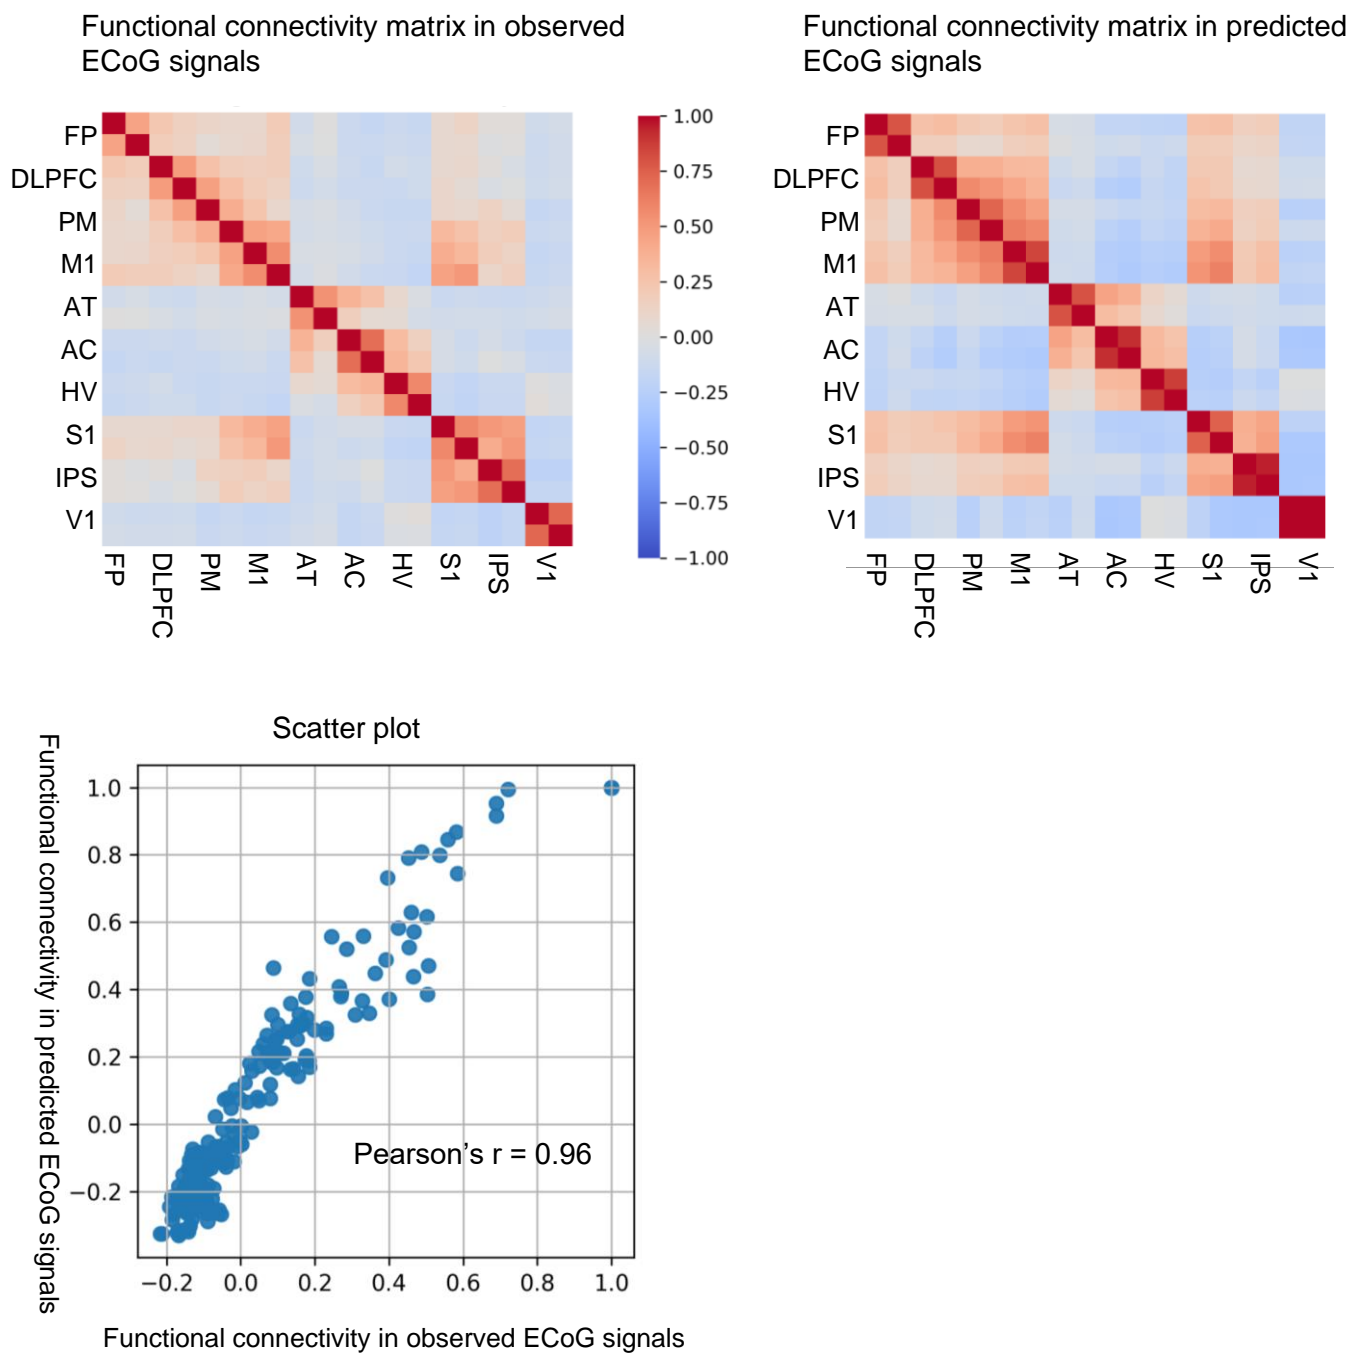 Functional connectivity matrix in observed
ECoG signals
Functional connectivity matrix in predicted
ECoG signals
FP
DLPFC
PM
M1
AT
AC
HV
S1
IPS
V1
FP
DLPFC
PM
M1
AT
AC
HV
S1
IPS
V1
1.00
0.75
0.50
0.25
0.00
−0.25
−0.50
−0.75
−1.00
FP
DLPFC
PM
M1
AT
AC
HV
S1
IPS
V1
FP
DLPFC
PM
M1
AT
AC
HV
S1
IPS
V1
Scatter plot
Functional connectivity in predicted ECoG signals
1.0
0.8
0.6
0.4
0.2
0.0
−0.2
Pearson's r = 0.96
−0.2 0.0 0.2 0.4 0.6 0.8 1.0
Functional connectivity in observed ECoG signals